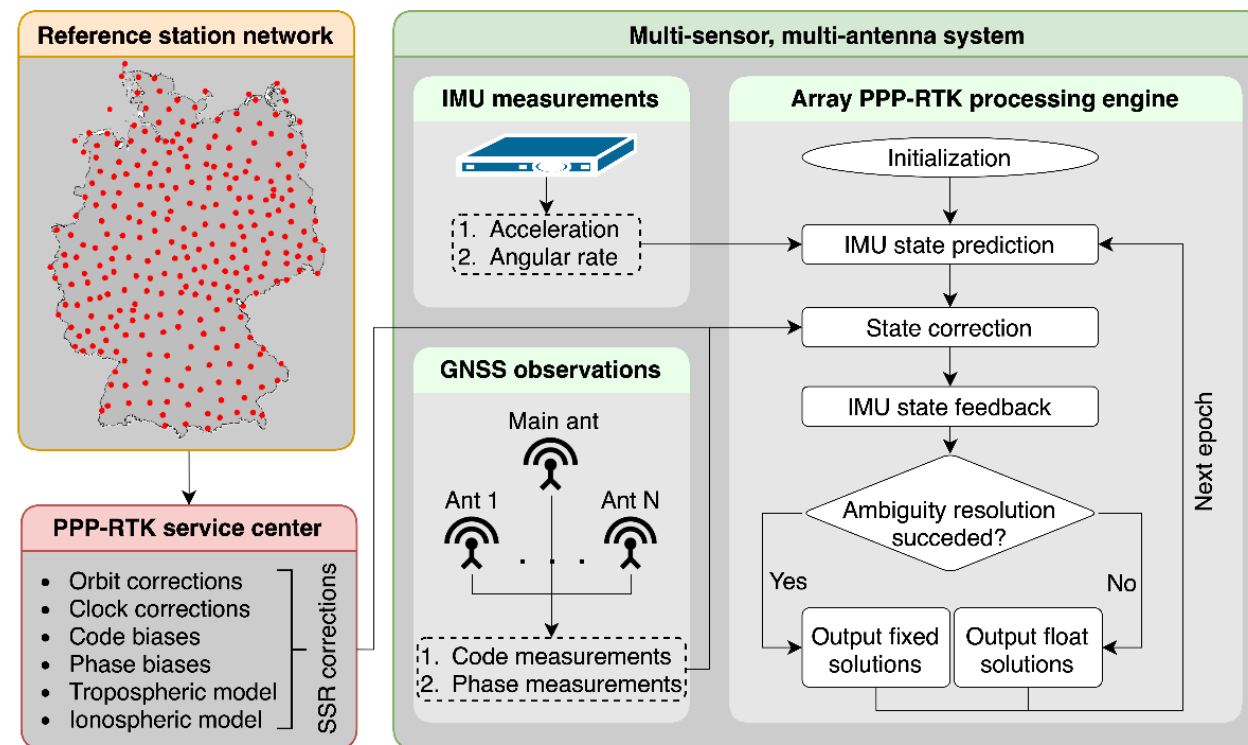 Reference station network
PPP-RTK service center
• Orbit corrections
• Clock corrections
• Code biases
• Phase biases
• Tropospheric model
• Ionospheric model
SSR corrections
Multi-sensor, multi-antenna system
IMU measurements
1. Acceleration
2. Angular rate
GNSS observations
Main ant
Ant 1
Ant N
. . .
1. Code measurements
2. Phase measurements
Array PPP-RTK processing engine
Initialization
IMU state prediction
State correction
IMU state feedback
Ambiguity resolution
succeded?
Yes
No
Output fixed
solutions
Output float
solutions
Next epoch